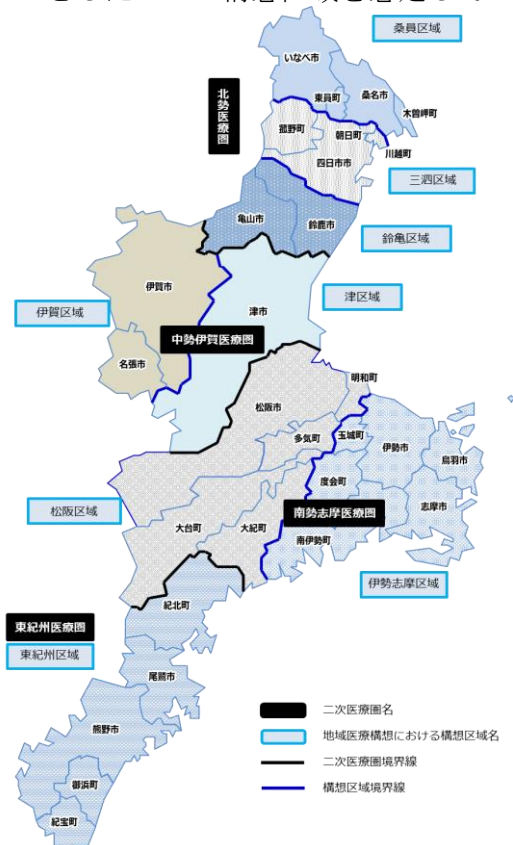 桑員区域
いなべ市
北勢医療圏
東員町
桑名市
木曽岬町
菰野町
朝日町
川越町
四日市市
三泗区域
亀山市
鈴鹿市
鈴亀区域
伊賀市
津市
津区域
伊賀区域
中勢伊賀医療圏
名張市
明和町
松阪市
多気町
玉城町
伊勢市
鳥羽市
度会町
志摩市
松阪区域
南勢志摩医療圏
大台町
大紀町
南伊勢町
伊勢志摩区域
紀北町
東紀州医療圏
東紀州区域
尾鷲市
熊野市
御浜町
紀宝町
二次医療圏名
地域医療構想における構想区域名
二次医療圏境界線
構想区域境界線